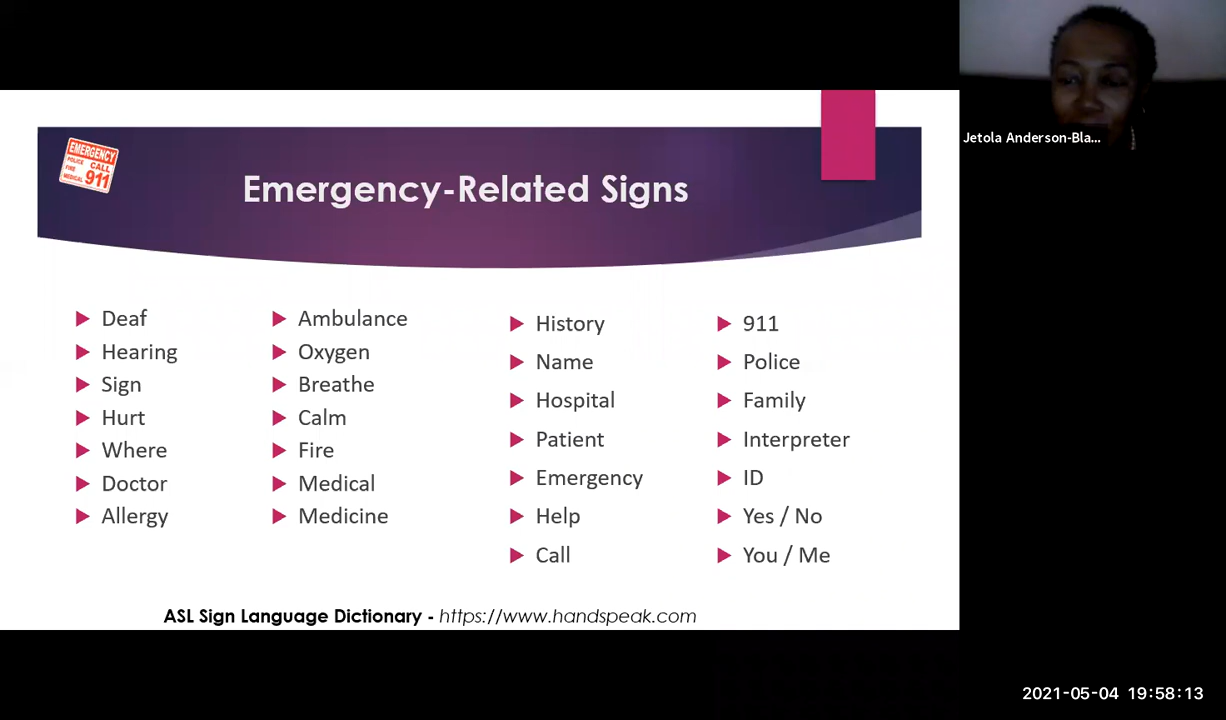 Jetola Anderson-Bla...
EMERGENCY
POLICE
FIRE
MEDICAL
CALL
911
Emergency-Related Signs
Deaf
Hearing
Sign
Hurt
Where
Doctor
Allergy
Ambulance
Oxygen
Breathe
Calm
Fire
Medical
Medicine
History
Name
Hospital
Patient
Emergency
Help
Call
911
Police
Family
Interpreter
ID
Yes / No
You / Me
ASL Sign Language Dictionary - https://www.handspeak.com
2021-05-04 19:58:13